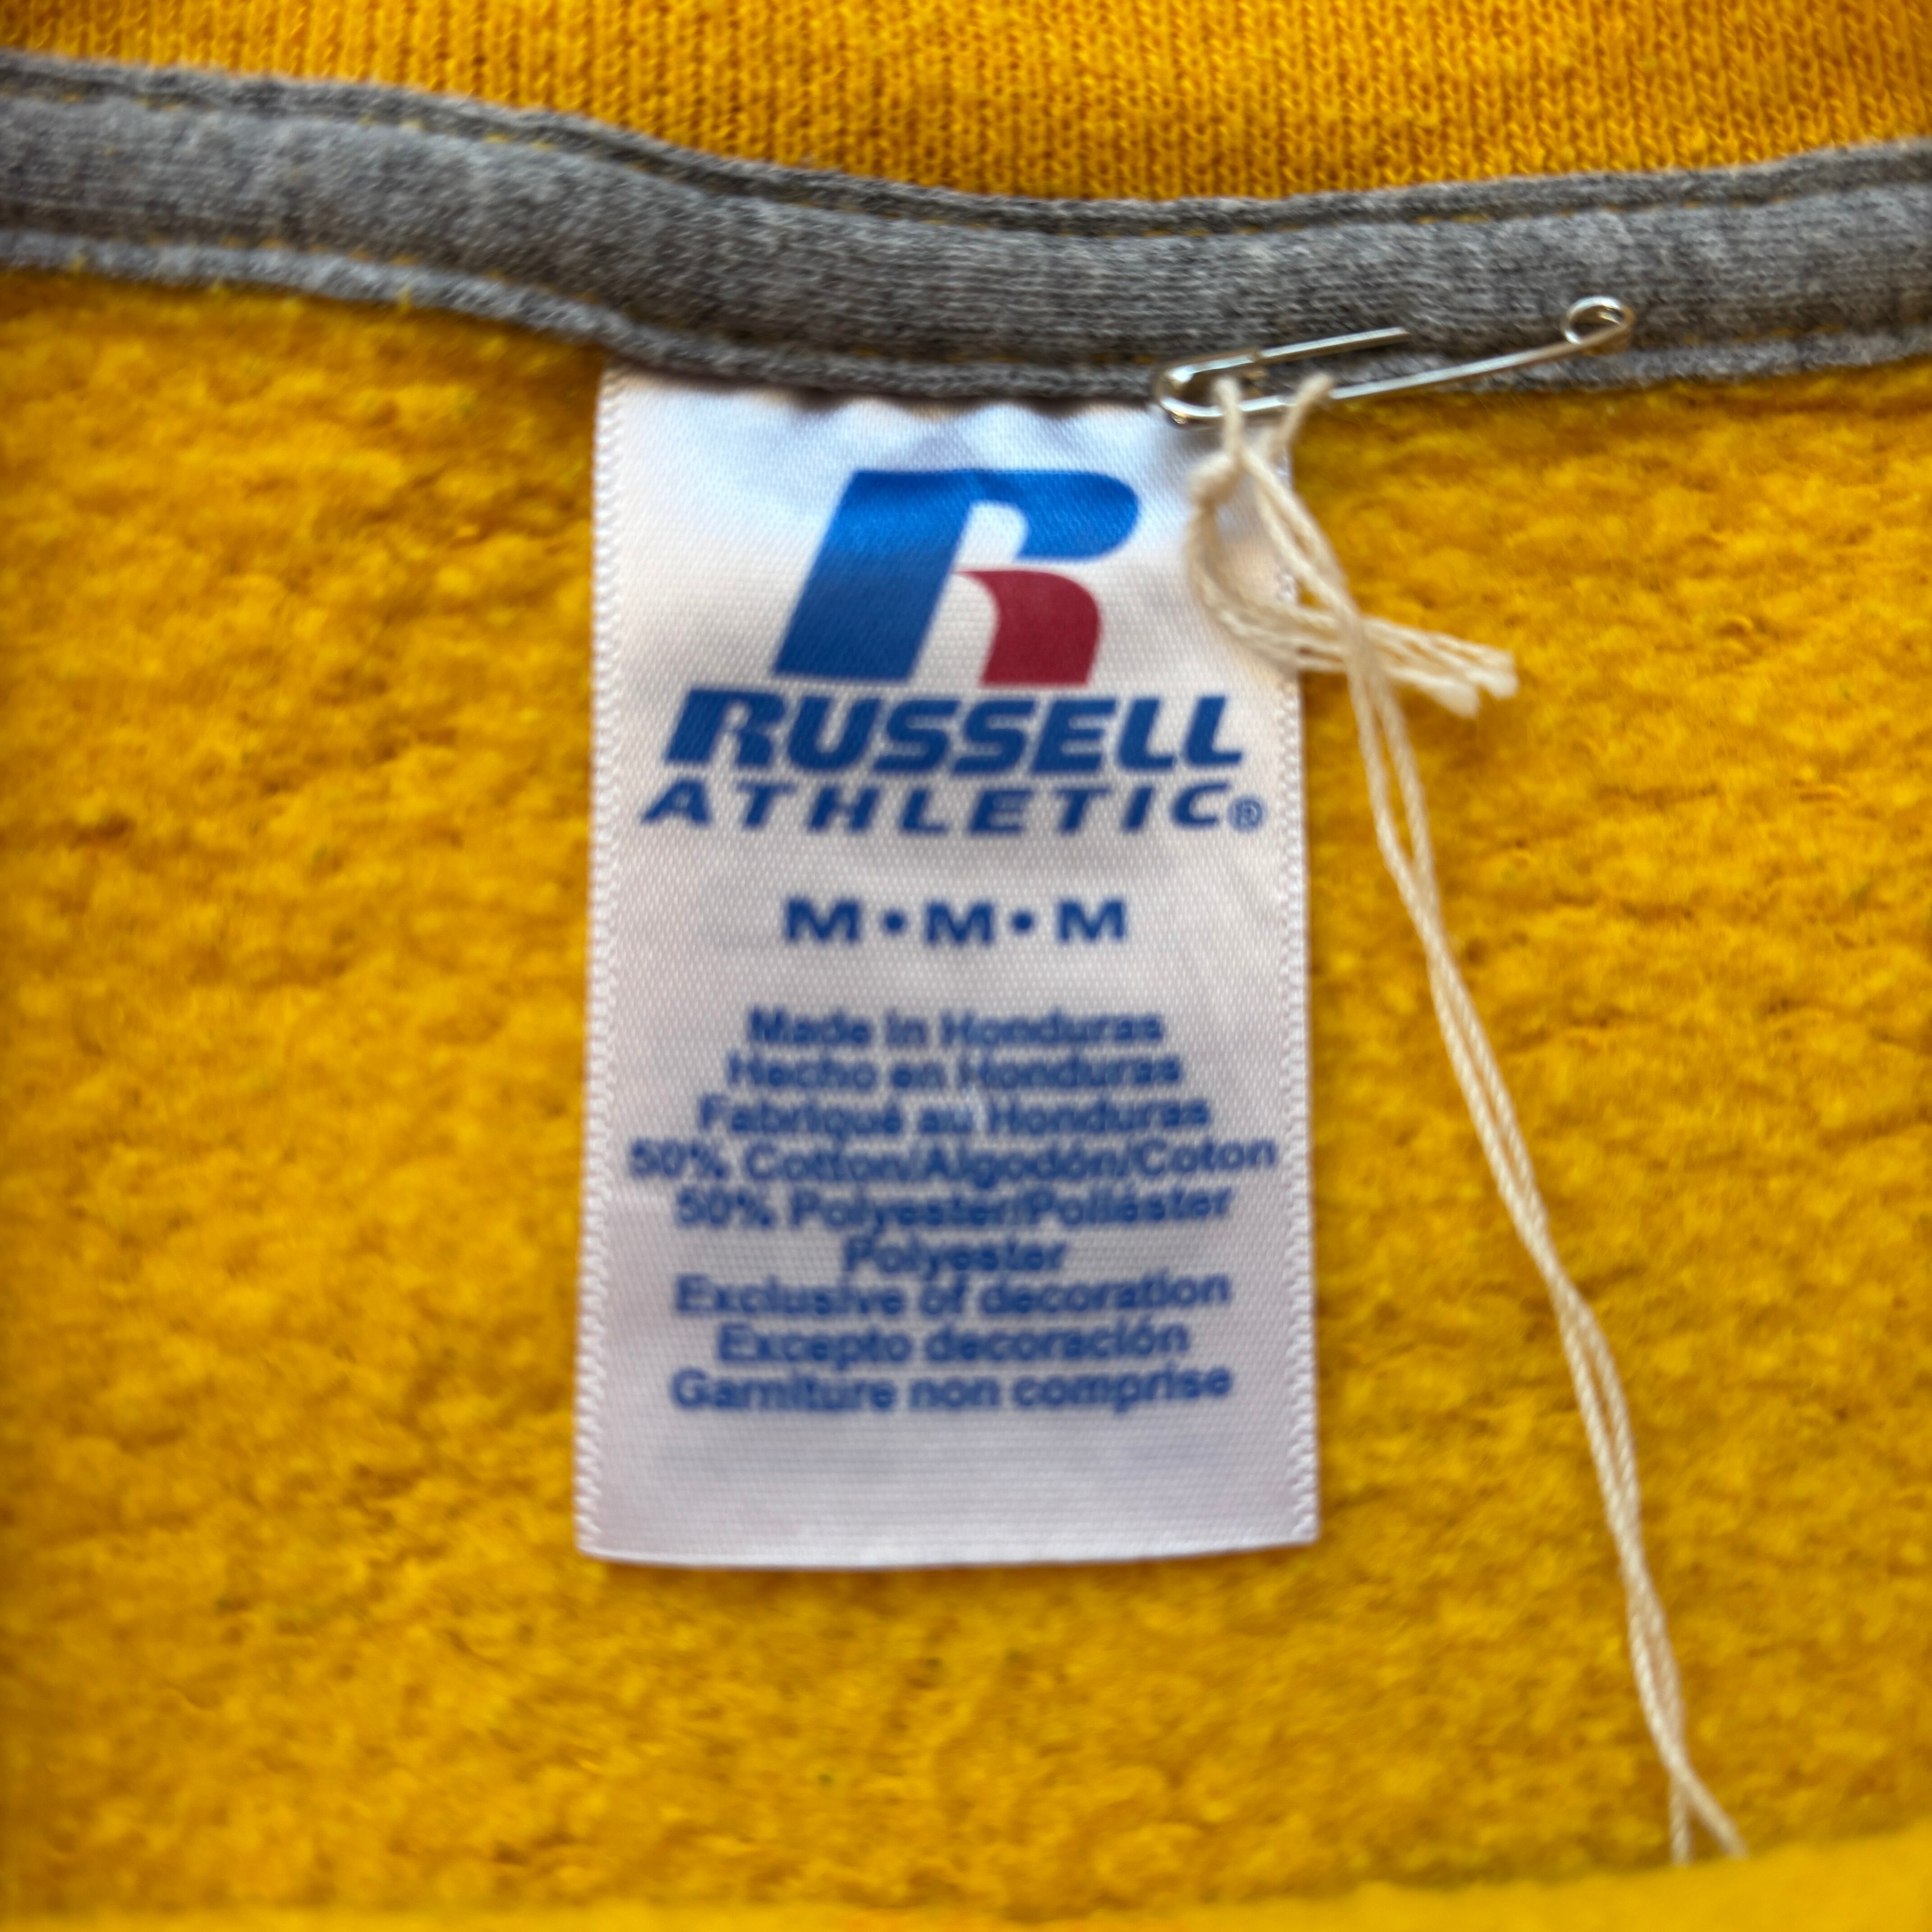 R
RUSSELL
ATHLETIC®
M•M•M
Made in Honduras
Hecho en Honduras
Fabriqué au Honduras
50% Cotton/Algodón/Coton
50% Polyester/Poliéster
Polyester
Exclusive of decoration
Excepto decoración
Garniture non comprise